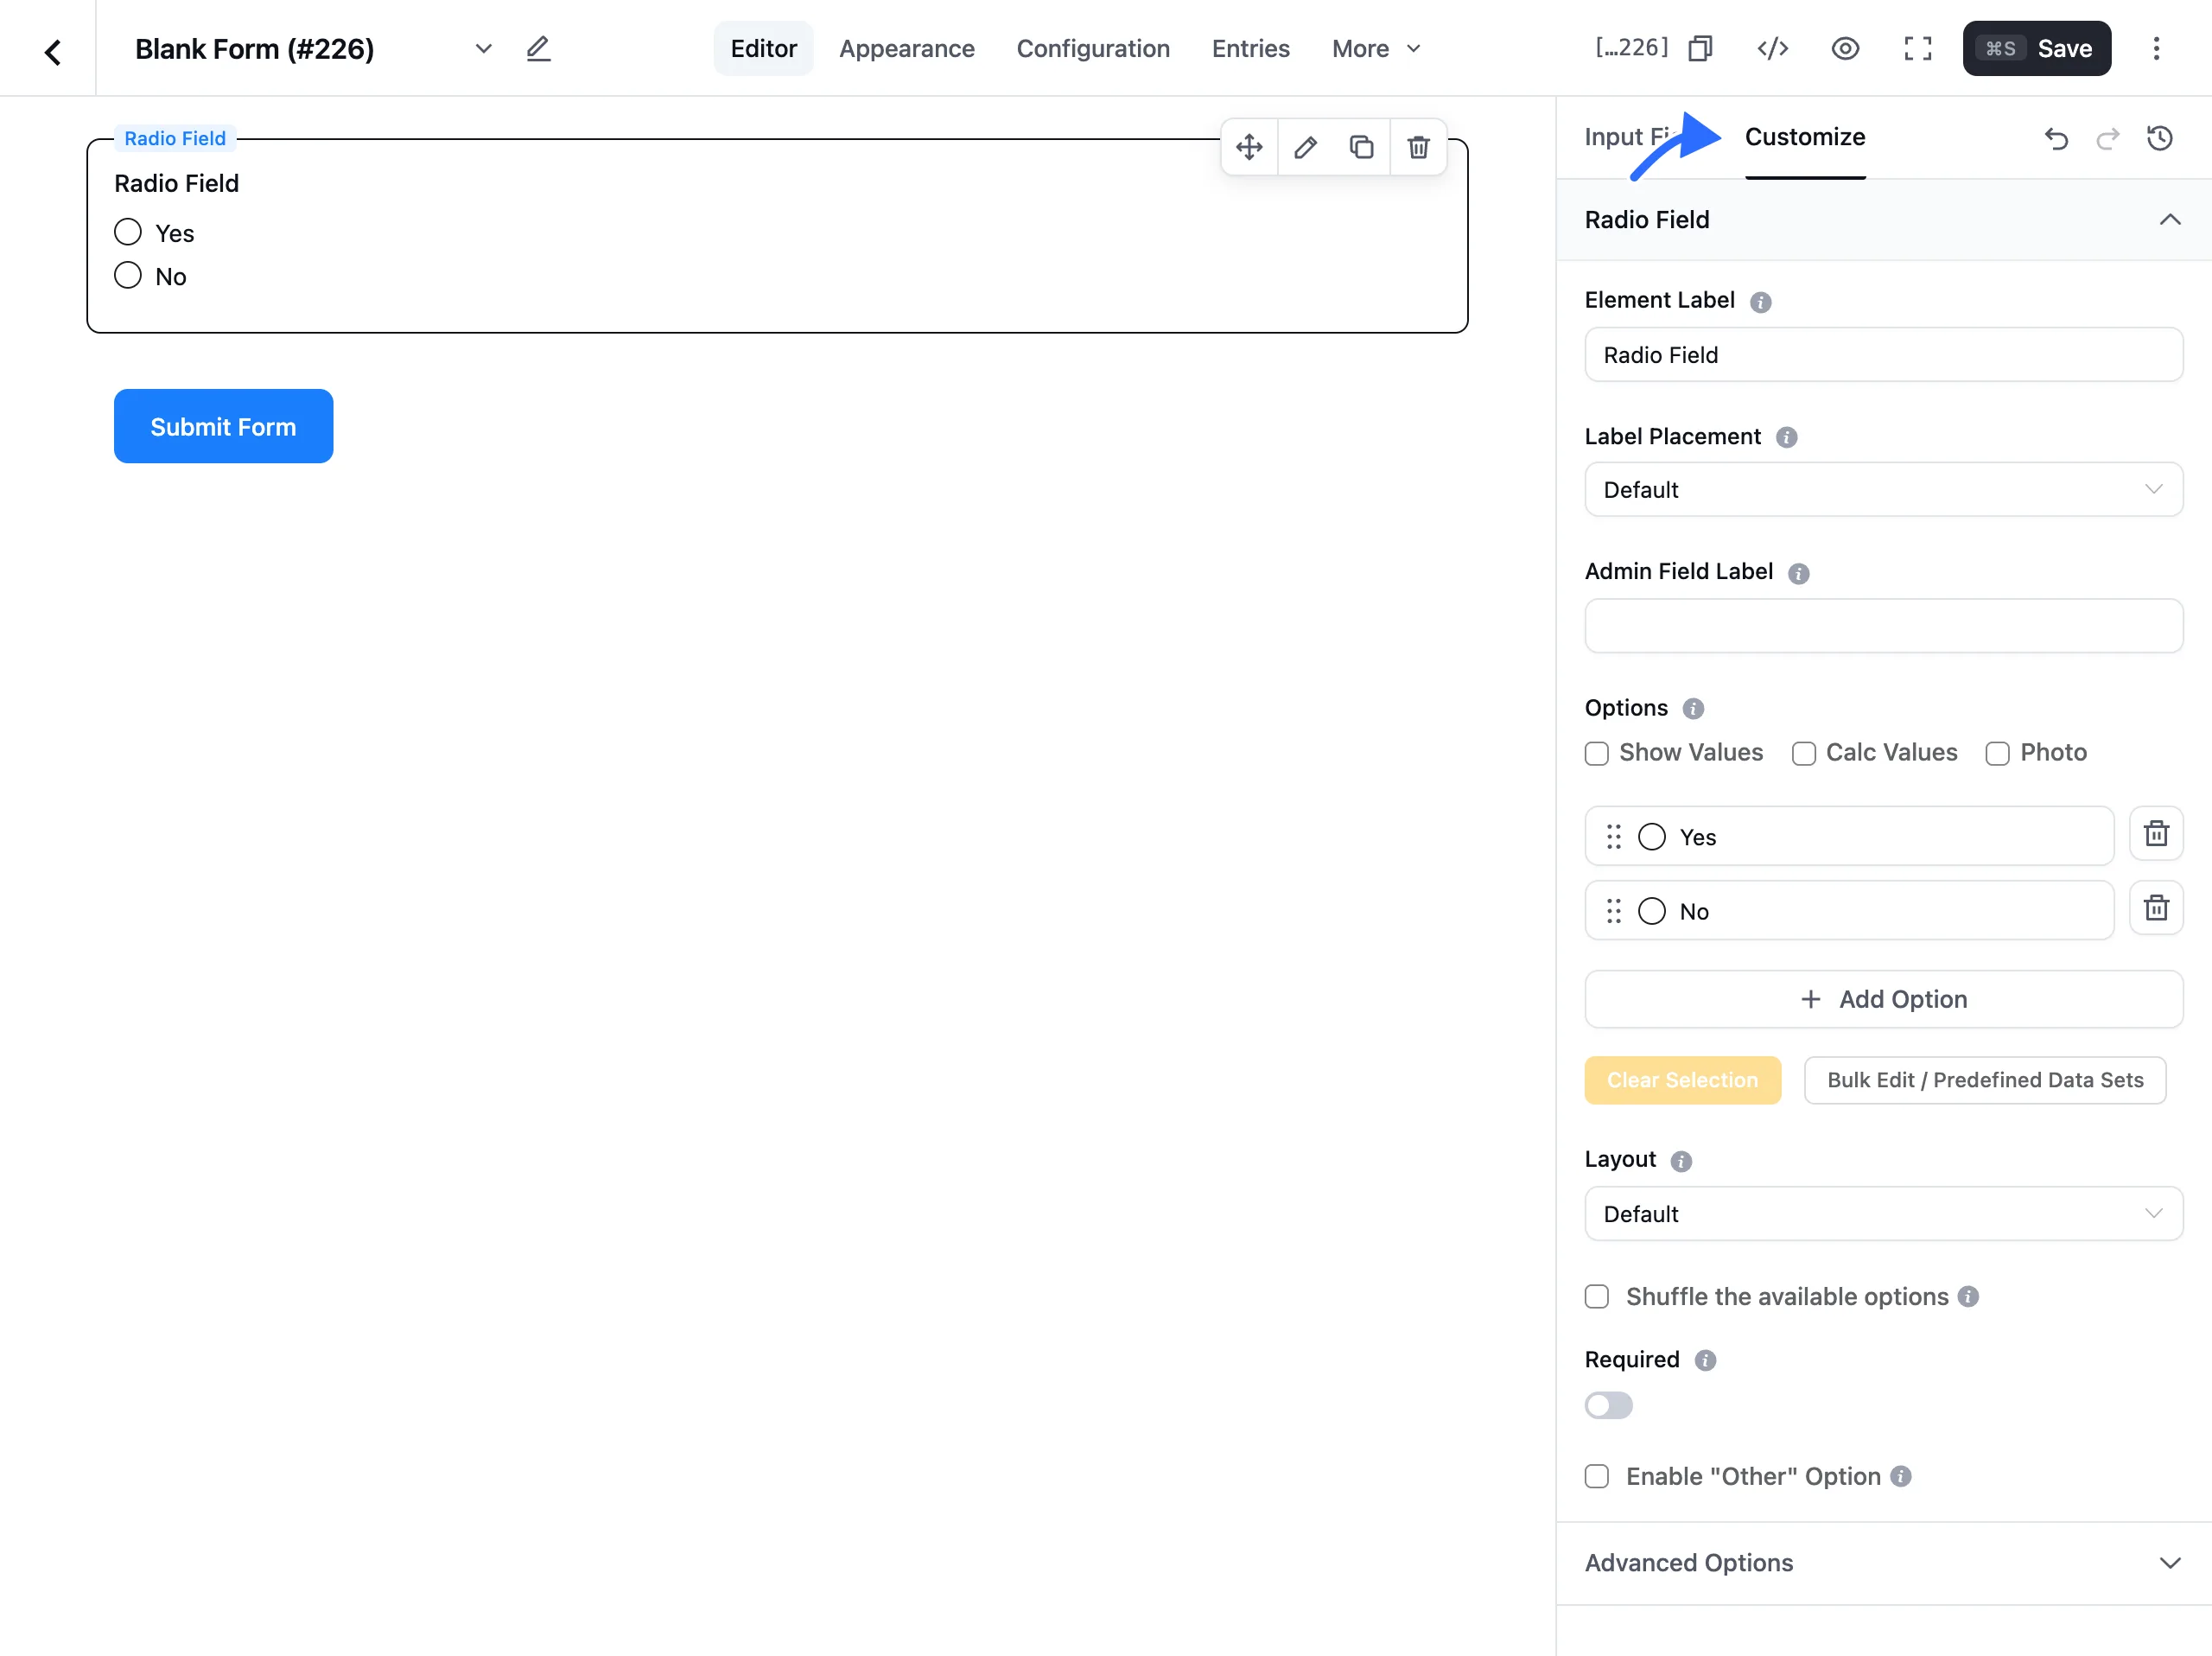 Blank Form (#226)
Editor
Appearance
Configuration
Entries
More
[...226]
⌘S Save
Radio Field
Radio Field
Yes
No
Submit Form
Input
Customize
Radio Field
Element Label
Radio Field
Label Placement
Default
Admin Field Label
Options
Show Values
Calc Values
Photo
Yes
No
+ Add Option
Clear Selection
Bulk Edit / Predefined Data Sets
Layout
Default
Shuffle the available options
Required
Enable "Other" Option
Advanced Options